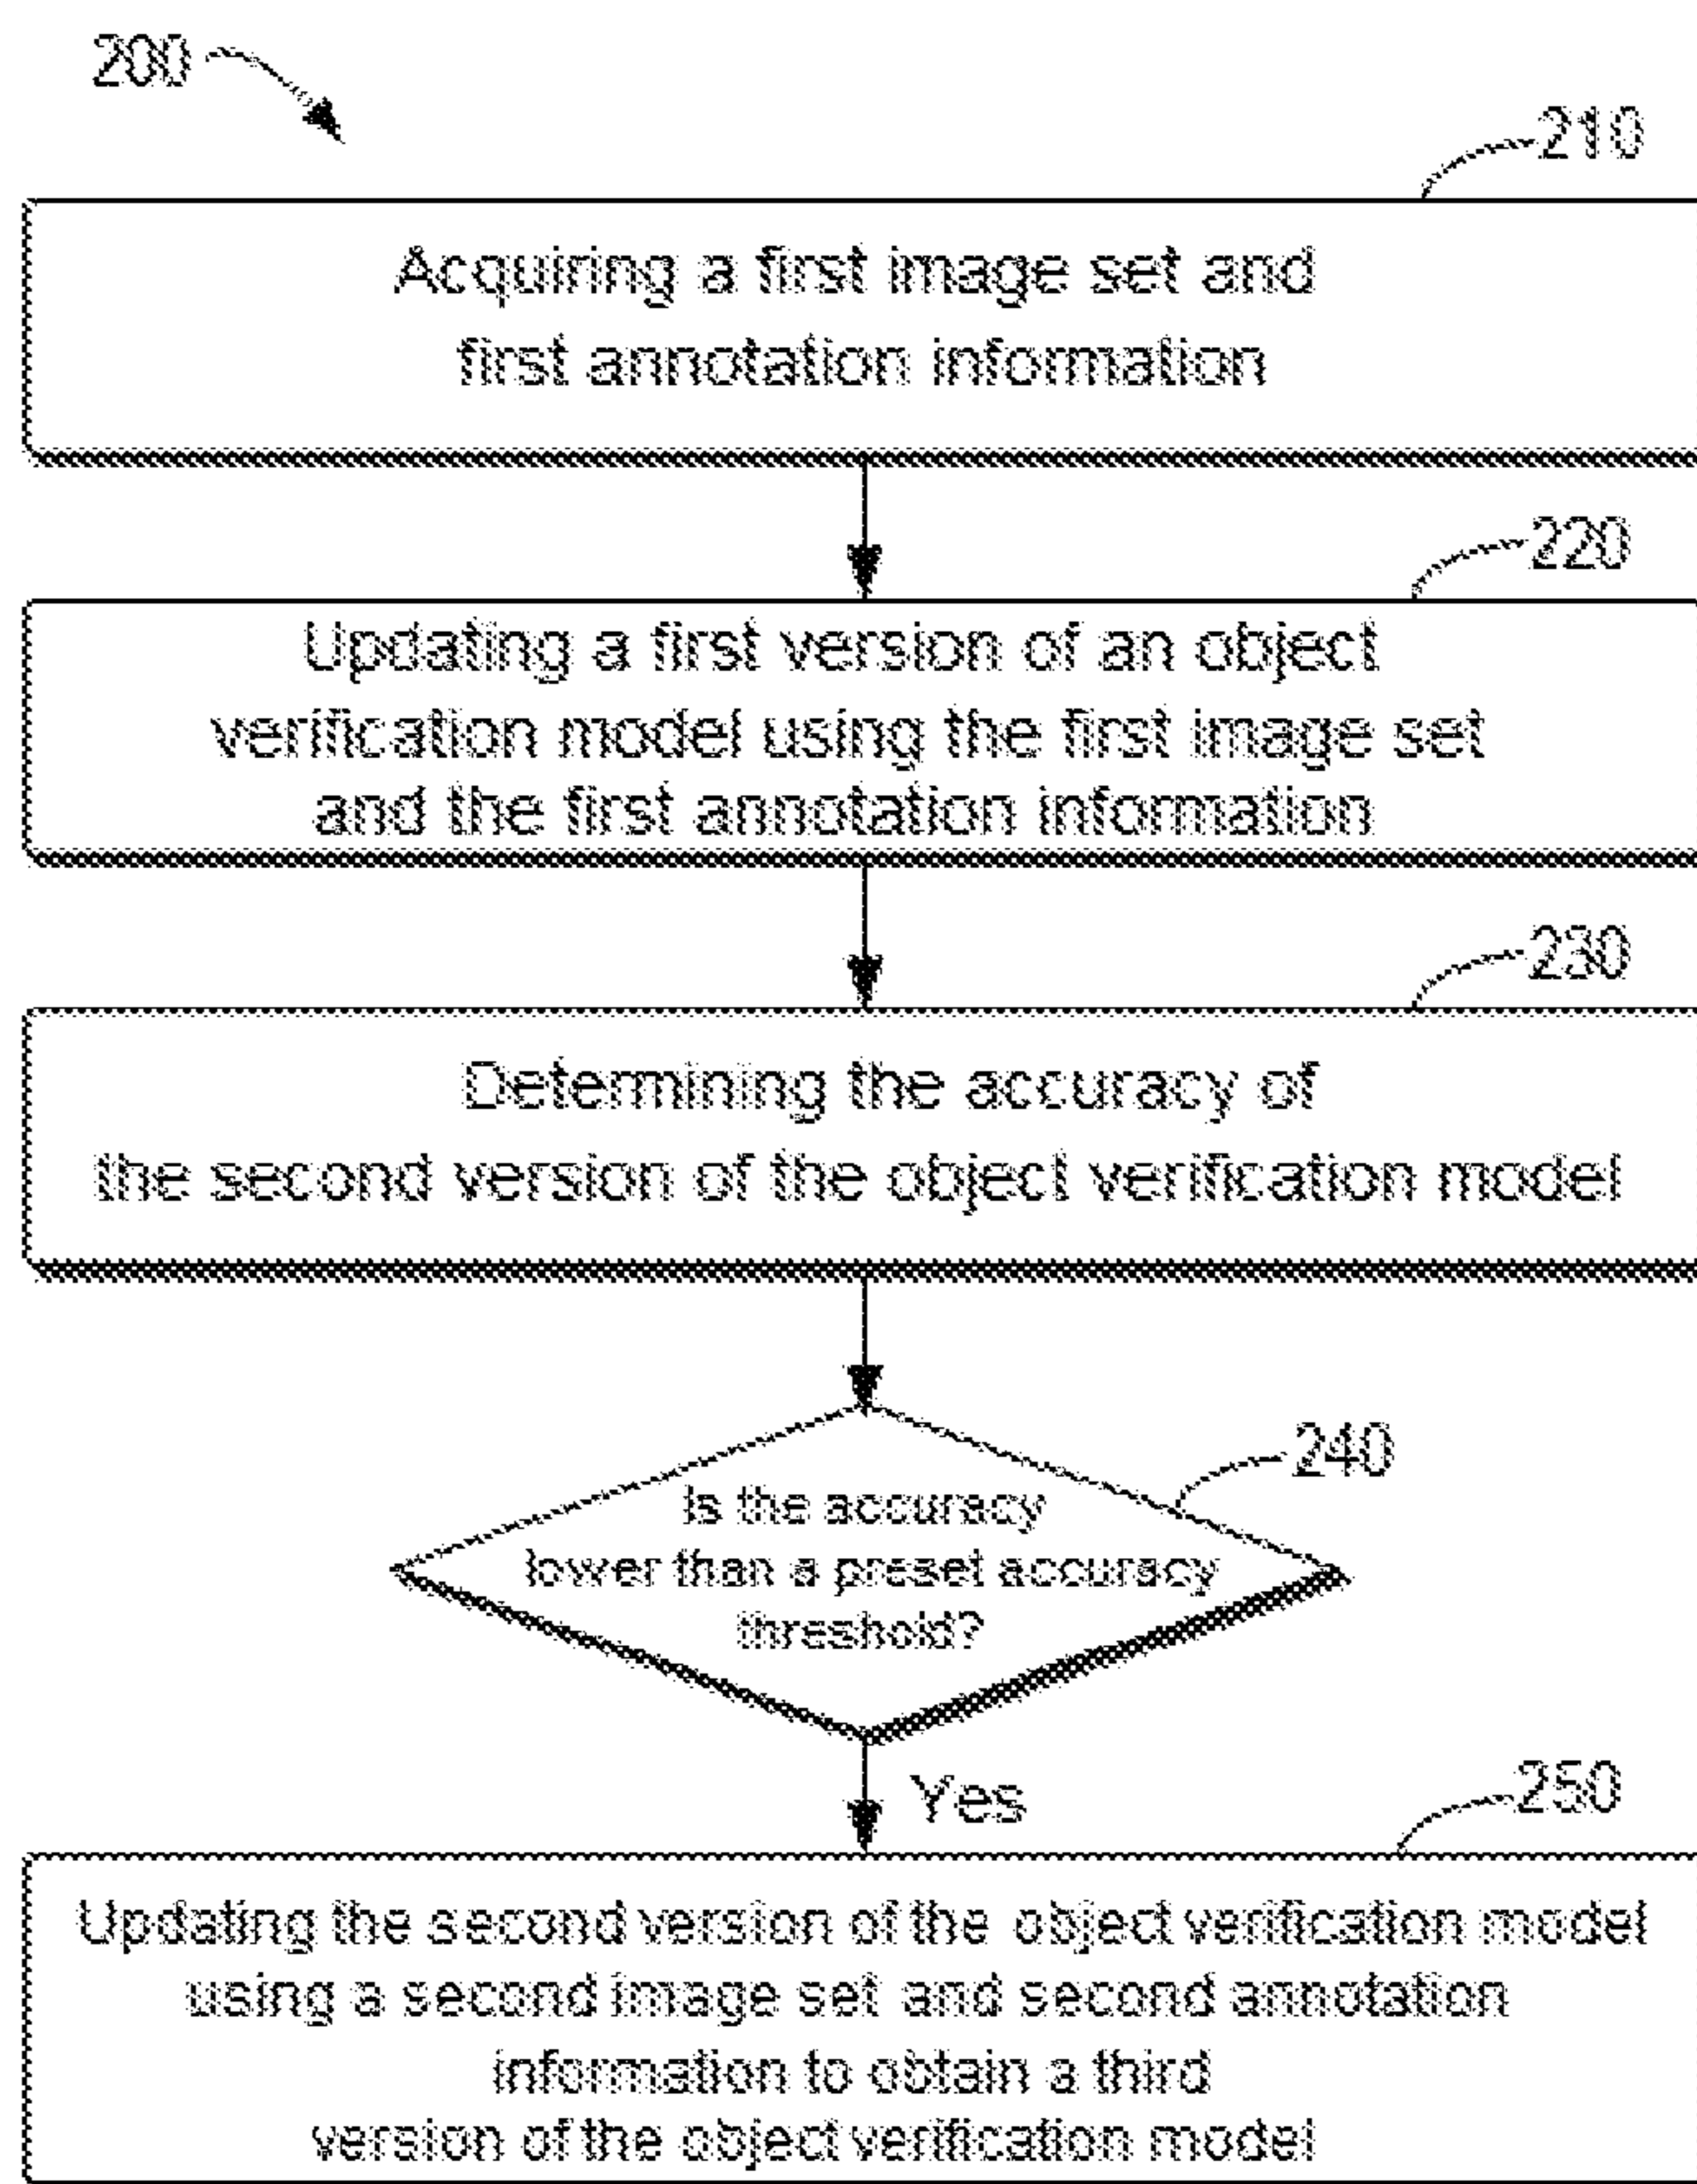 200
210
Acquiring a first image set and
first annotation information
220
Updating a first version of an object
verification model using the first image set
and the first annotation information
230
Determining the accuracy of
the second version of the object verification model
240
Is the accuracy
lower than a preset accuracy
threshold?
Yes
250
Updating the second version of the object verification model
using a second image set and second annotation
information to obtain a third
version of the object verification model